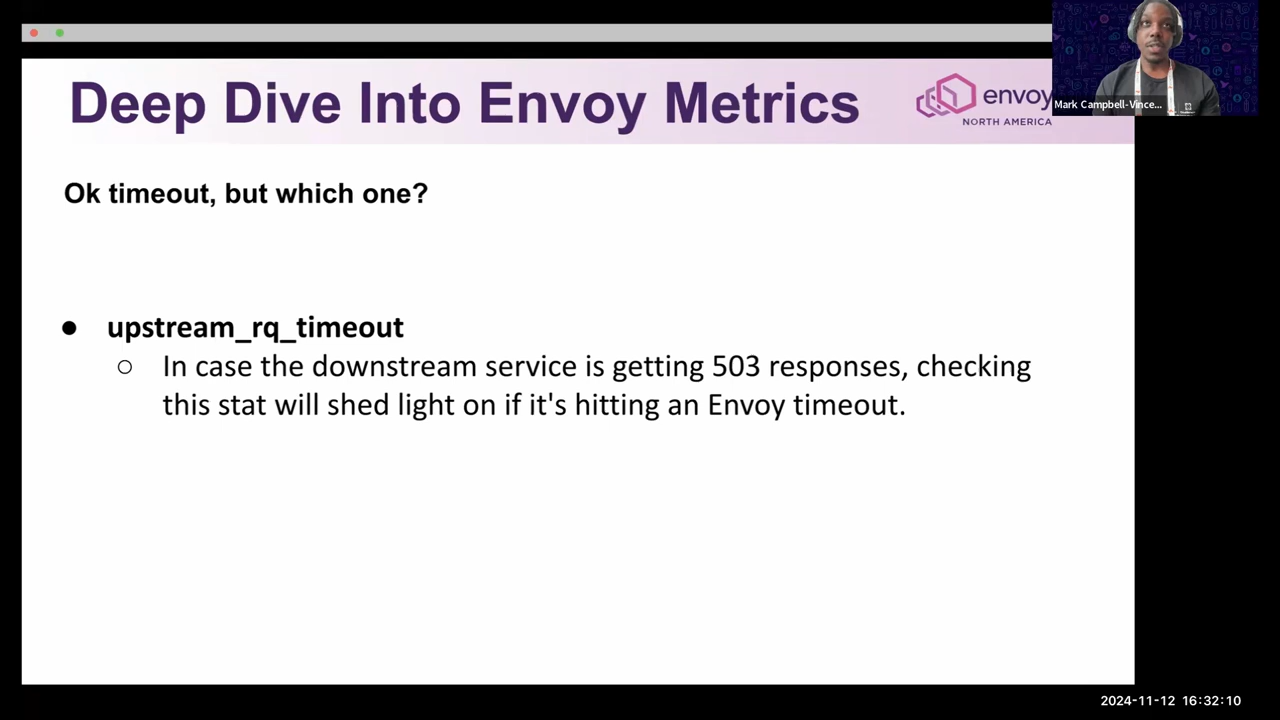 Deep Dive Into Envoy Metrics
envoy
NORTH AMERICA
Mark Campbell-Vince...
Ok timeout, but which one?
● upstream_rq_timeout
○ In case the downstream service is getting 503 responses, checking
this stat will shed light on if it's hitting an Envoy timeout.
2024-11-12 16:32:10